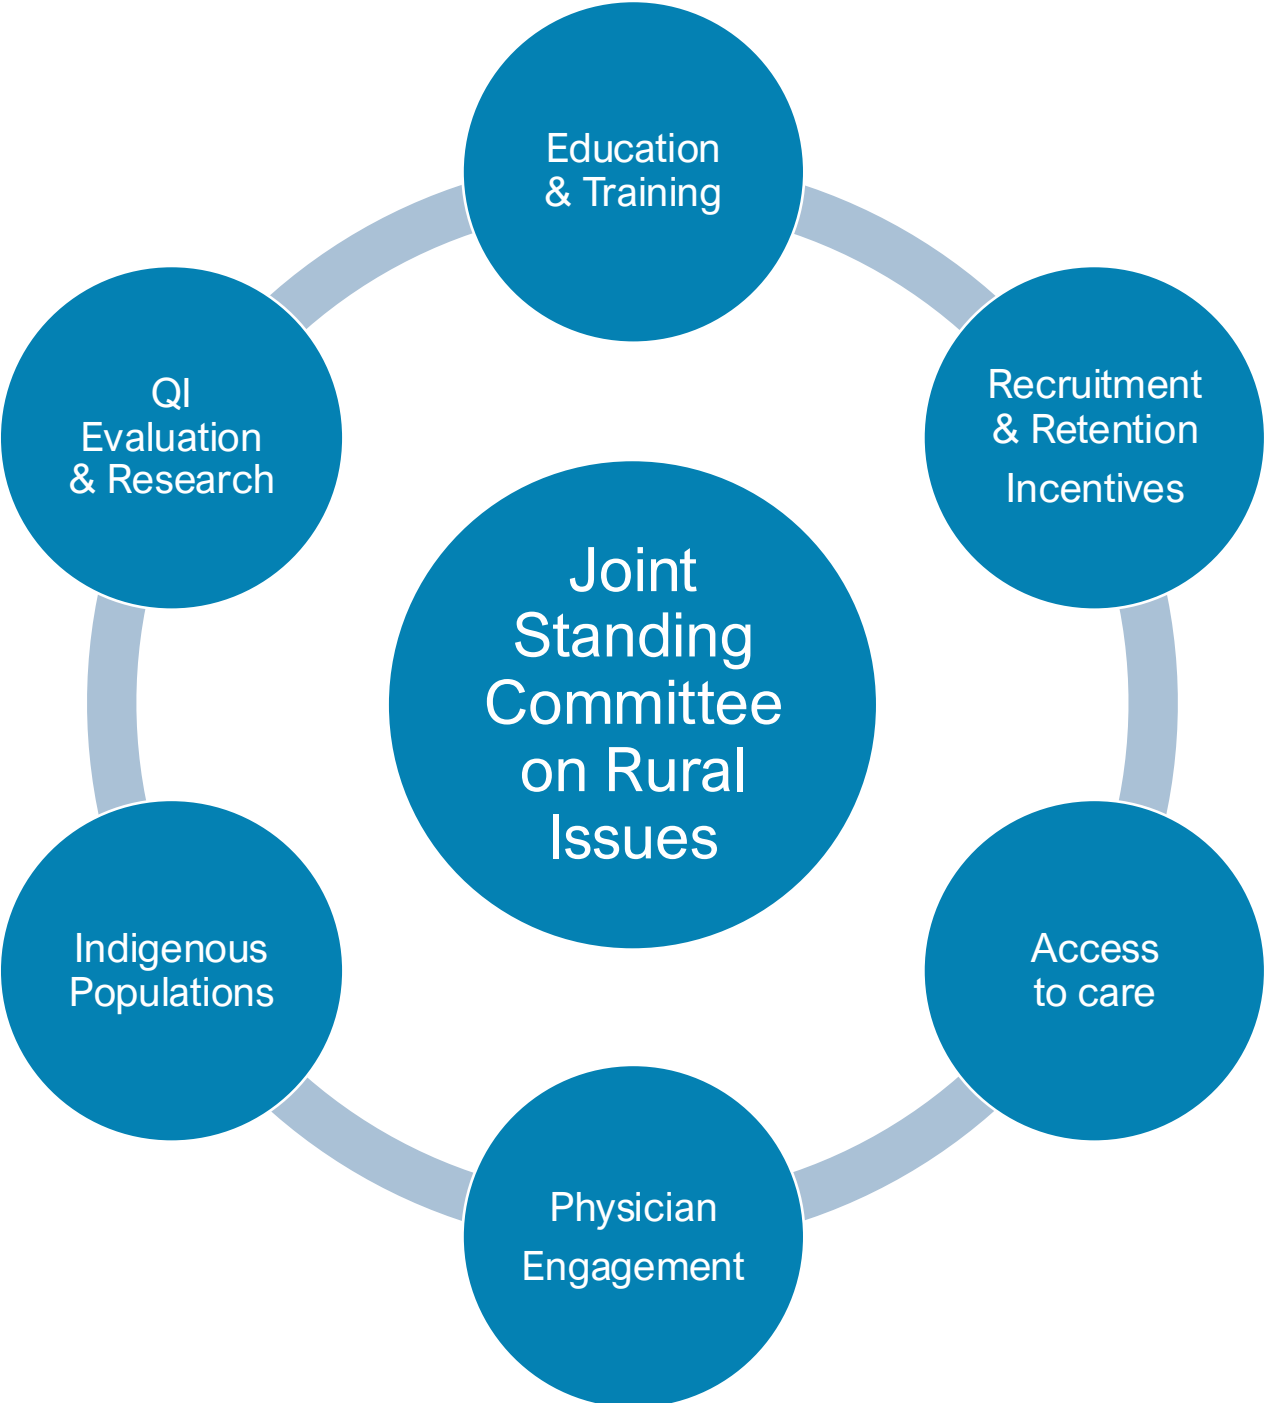 Education
& Training
Recruitment
& Retention
Incentives
Access
to care
Physician
Engagement
Indigenous
Populations
QI
Evaluation
& Research
Joint
Standing
Committee
on Rural
Issues